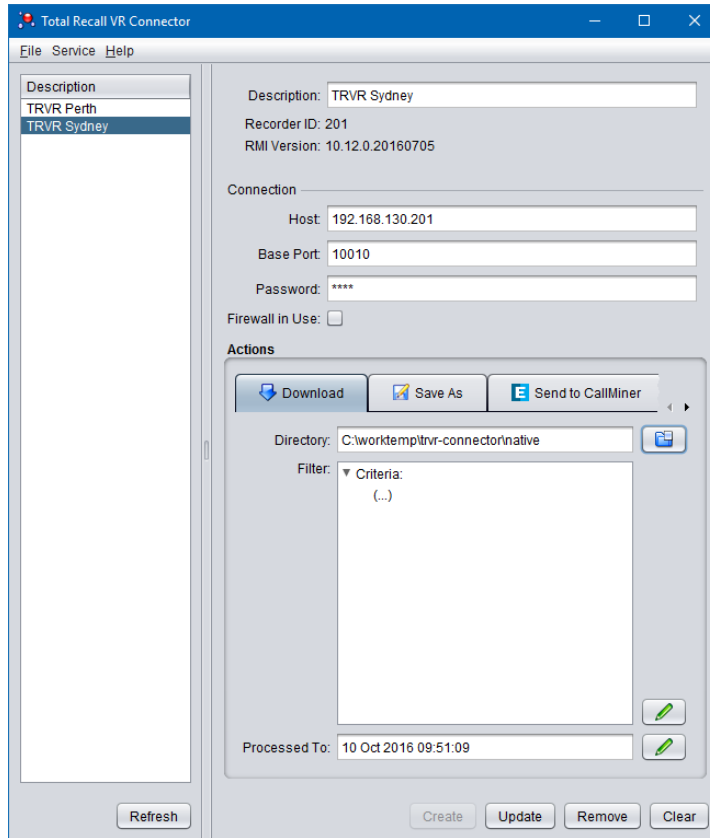 Total Recall VR Connector
File Service Help
Description
TRVR Perth
TRVR Sydney
Description: TRVR Sydney
Recorder ID: 201
RMI Version: 10.12.0.20160705
Connection
Host: 192.168.130.201
Base Port: 10010
Password: ****
Firewall in Use:
Actions
Download Save As E Send to CallMiner
Directory: C:\worktemp\trvr-connector\native
Filter: Criteria:
(...)
Processed To: 10 Oct 2016 09:51:09
Refresh Create Update Remove Clear